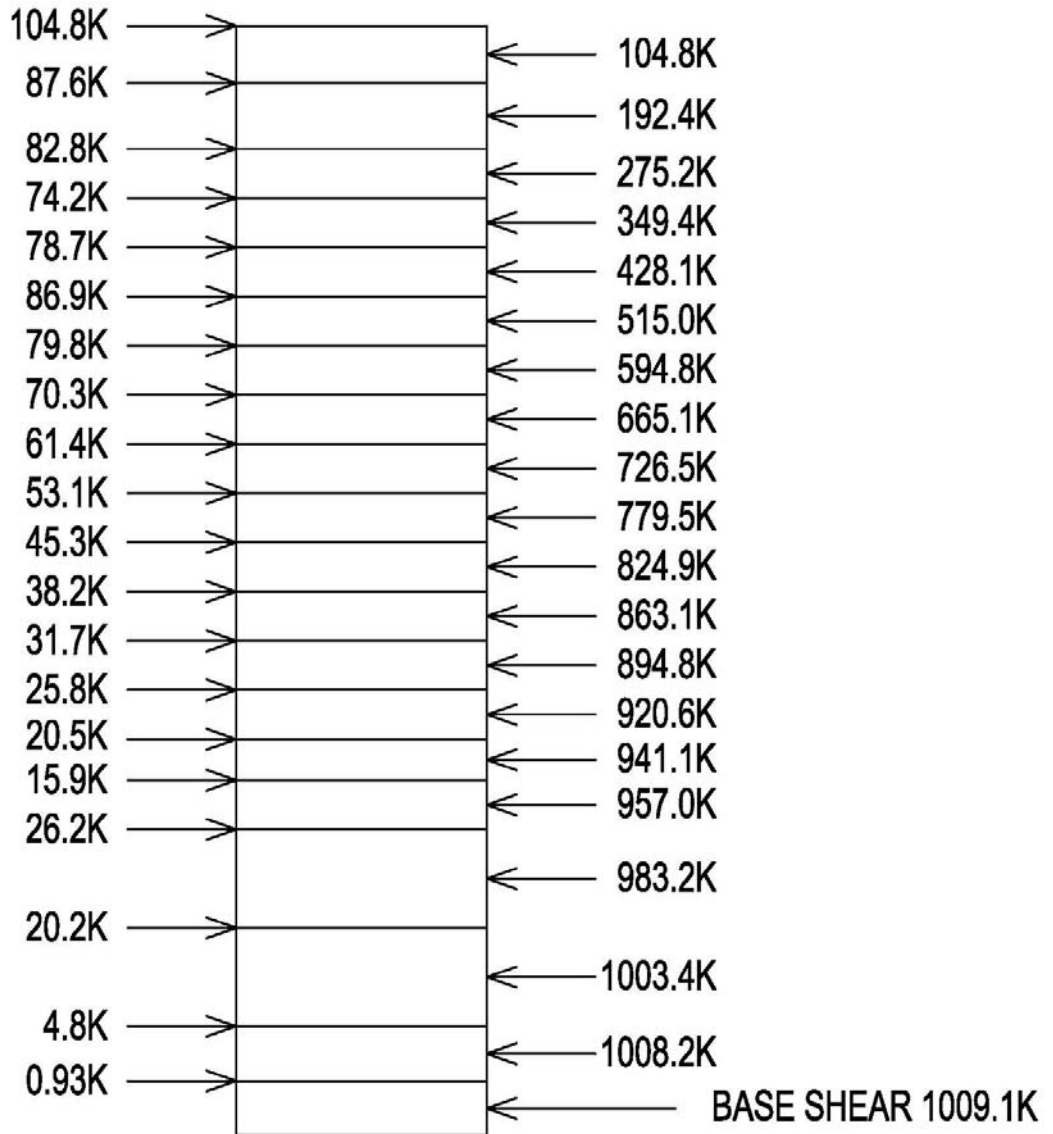 104.8K
104.8K
87.6K
192.4K
82.8K
275.2K
74.2K
349.4K
78.7K
428.1K
86.9K
515.0K
79.8K
594.8K
70.3K
665.1K
61.4K
726.5K
53.1K
779.5K
45.3K
824.9K
38.2K
863.1K
31.7K
894.8K
25.8K
920.6K
20.5K
941.1K
15.9K
957.0K
26.2K
983.2K
20.2K
1003.4K
4.8K
1008.2K
0.93K
BASE SHEAR 1009.1K